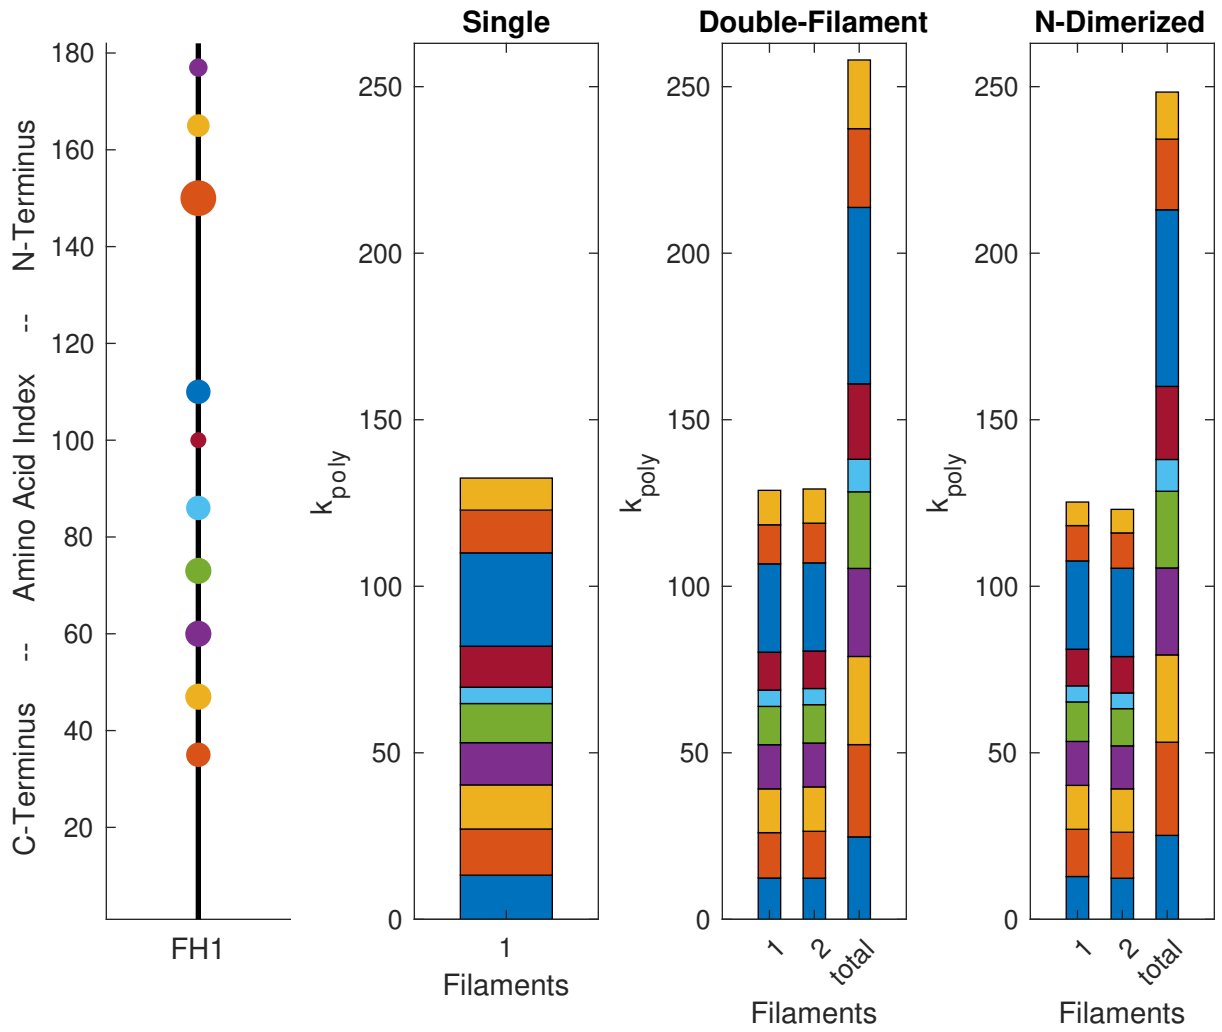 Single
Double-Filament
N-Dimerized
C-Terminus -- Amino Acid Index -- N-Terminus
180
160
140
120
100
80
60
40
20
FH1
k_poly
250
200
150
100
50
0
1
Filaments
k_poly
250
200
150
100
50
0
1
2
total
Filaments
k_poly
250
200
150
100
50
0
1
2
total
Filaments